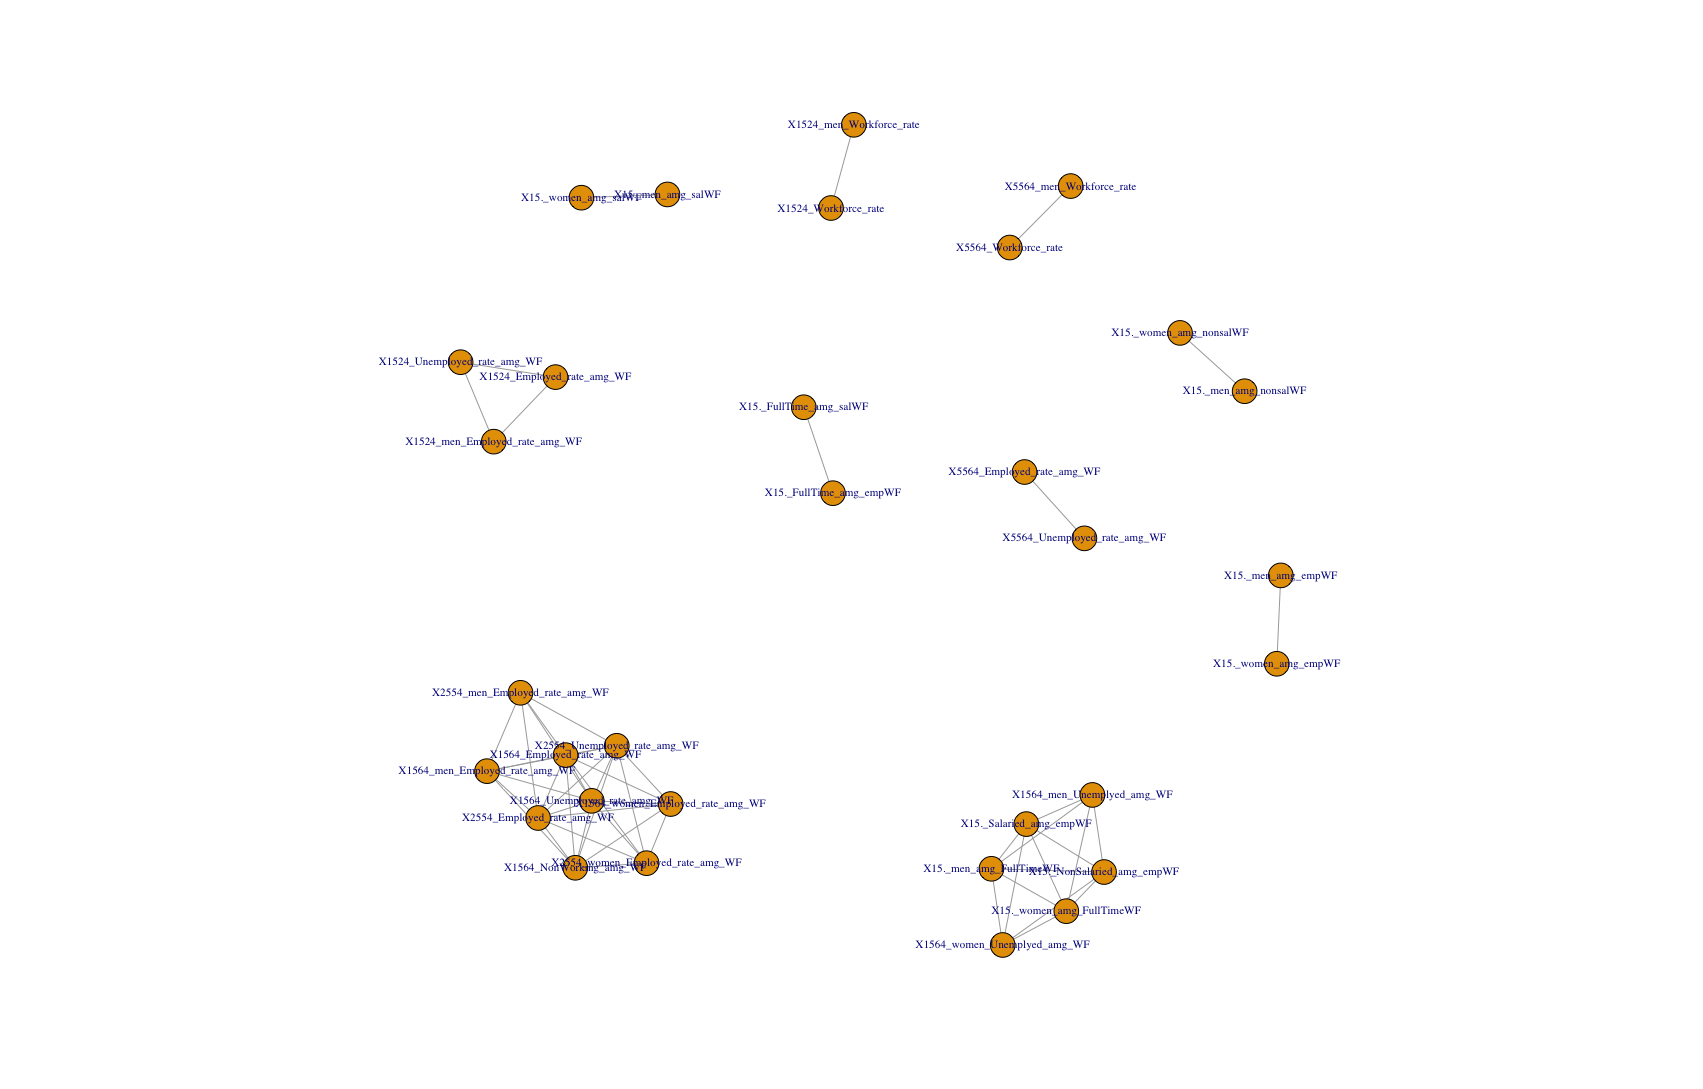 X1524_men_Workforce_rate
X5564_men_Workforce_rate
X15._women_amg_salWF
X15._men_amg_salWF
X1524_Workforce_rate
X5564_Workforce_rate
X15._women_amg_nonsalWF
X1524_Unemployed_rate_amg_WF
X1524_Employed_rate_amg_WF
X15._men_amg_nonsalWF
X15._FullTime_amg_salWF
X1524_men_Employed_rate_amg_WF
X5564_Employed_rate_amg_WF
X15._FullTime_amg_empWF
X5564_Unemployed_rate_amg_WF
X15._men_amg_empWF
X15._women_amg_empWF
X2554_men_Employed_rate_amg_WF
X2554_Unemployed_rate_amg_WF
X1564_Employed_rate_amg_WF
X1564_men_Employed_rate_amg_WF
X1564_Unemployed_rate_amg_WF
X1564_women_Employed_rate_amg_WF
X2554_Employed_rate_amg_WF
X2554_women_Employed_rate_amg_WF
X1564_NonWorking_amg_WF
X1564_men_Unemplyed_amg_WF
X15._Salaried_amg_empWF
X15._men_amg_FullTimeWF
X15._NonSalaried_amg_empWF
X15._women_amg_FullTimeWF
X1564_women_Unemplyed_amg_WF